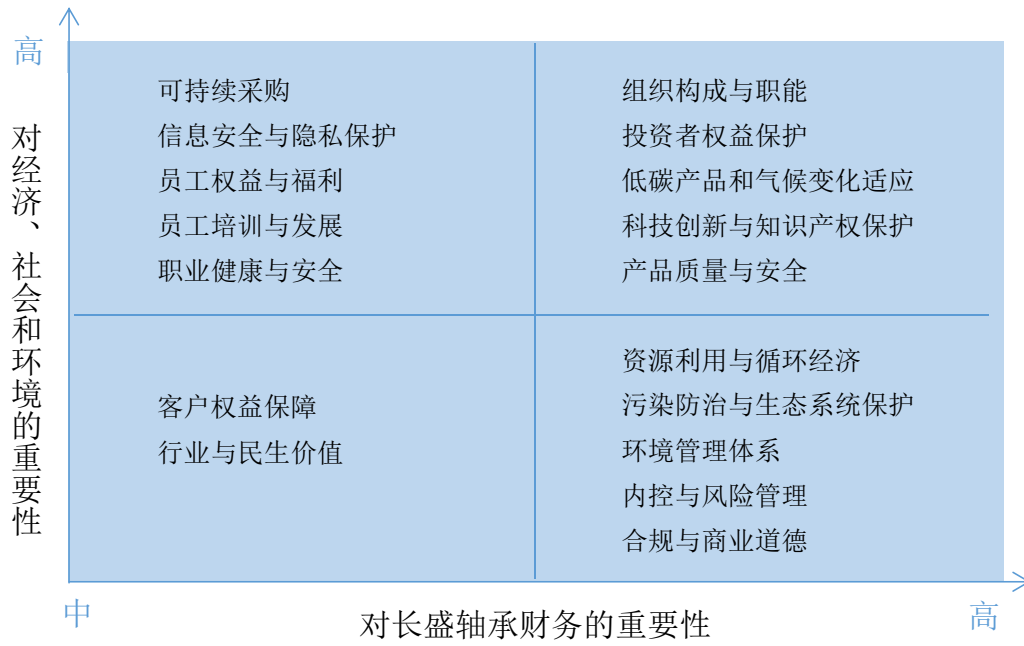 高
对经济、社会和环境的重要性
可持续采购
信息安全与隐私保护
员工权益与福利
员工培训与发展
职业健康与安全
组织构成与职能
投资者权益保护
低碳产品和气候变化适应
科技创新与知识产权保护
产品质量与安全
客户权益保障
行业与民生价值
资源利用与循环经济
污染防治与生态系统保护
环境管理体系
内控与风险管理
合规与商业道德
中
对长盛轴承财务的重要性
高